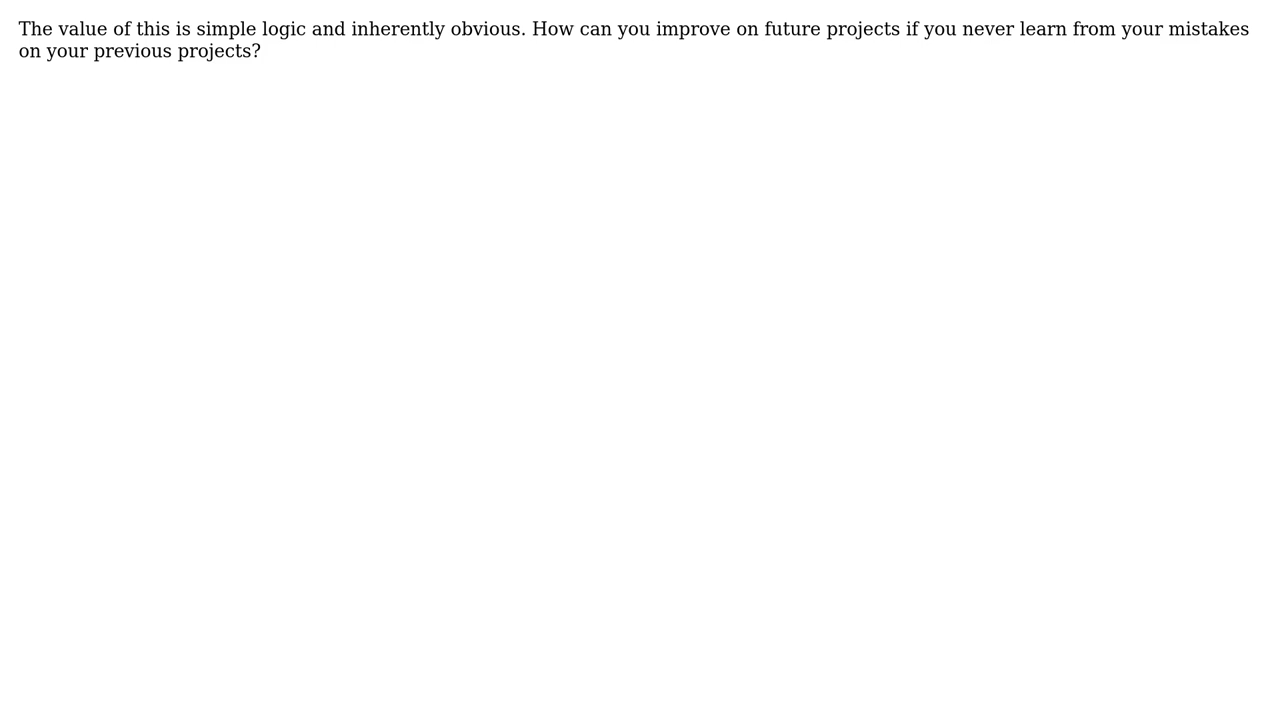 The value of this is simple logic and inherently obvious. How can you improve on future projects if you never learn from your mistakes
on your previous projects?